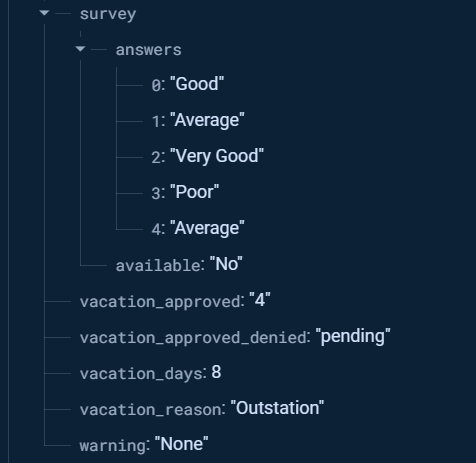 survey
answers
0: "Good"
1: "Average"
2: "Very Good"
3: "Poor"
4: "Average"
available: "No"
vacation_approved: "4"
vacation_approved_denied: "pending"
vacation_days: 8
vacation_reason: "Outstation"
warning: "None"